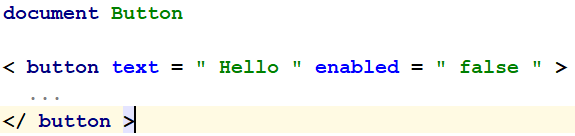 document Button
< button text = " Hello " enabled = " false " >
...
</ button >